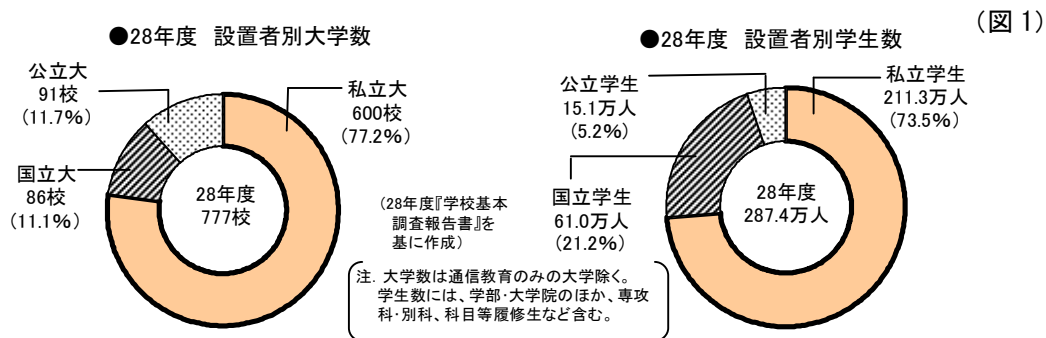 (図1)
●28年度 設置者別大学数
公立大
91校
(11.7%)
私立大
600校
(77.2%)
国立大
86校
(11.1%)
28年度
777校
●28年度 設置者別学生数
公立学生
15.1万人
(5.2%)
私立学生
211.3万人
(73.5%)
国立学生
61.0万人
(21.2%)
28年度
287.4万人
(28年度『学校基本
調査報告書』を
基に作成)
注. 大学数は通信教育のみの大学除く。
学生数には、学部・大学院のほか、専攻
科・別科、科目等履修生など含む。